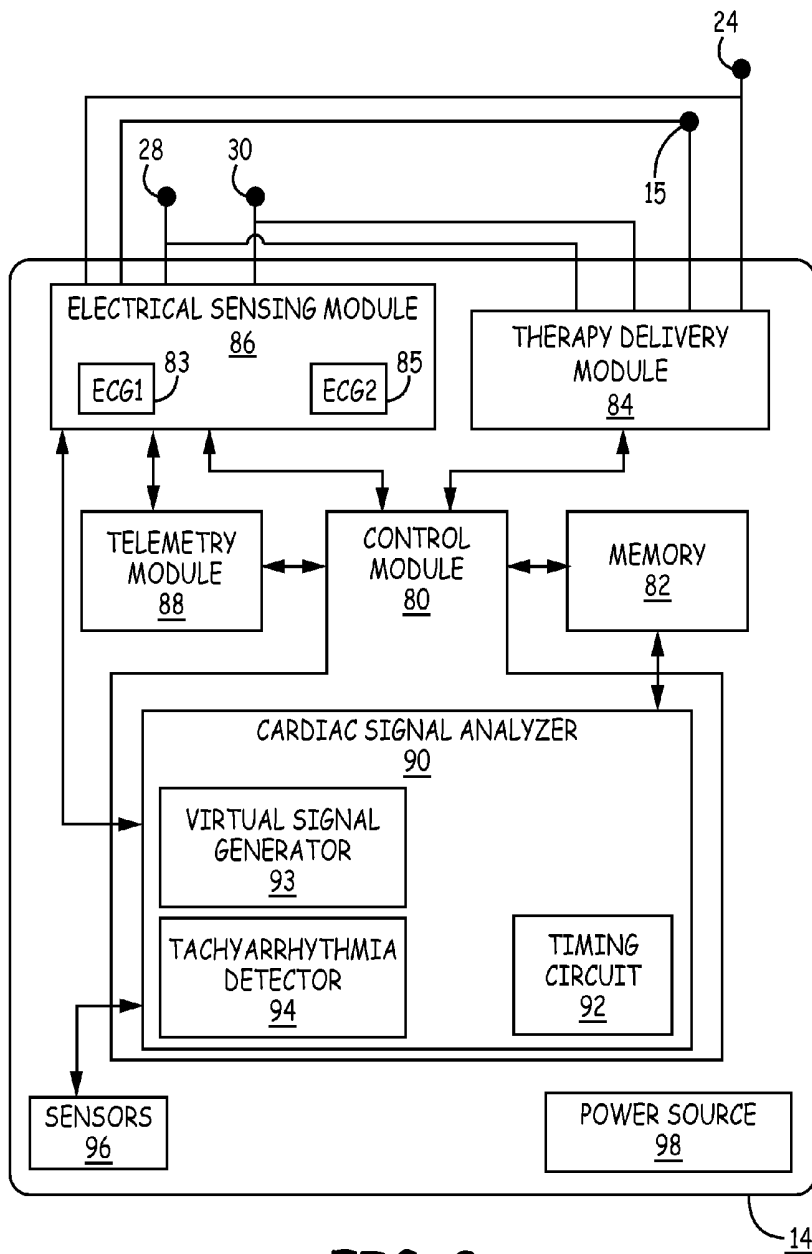 24
28
30
15
ELECTRICAL SENSING MODULE
86
83
85
ECG1
ECG2
THERAPY DELIVERY
MODULE
84
TELEMETRY
MODULE
88
CONTROL
MODULE
80
MEMORY
82
CARDIAC SIGNAL ANALYZER
90
VIRTUAL SIGNAL
GENERATOR
93
TACHYARRHYTHMIA
DETECTOR
94
TIMING
CIRCUIT
92
SENSORS
96
POWER SOURCE
98
14